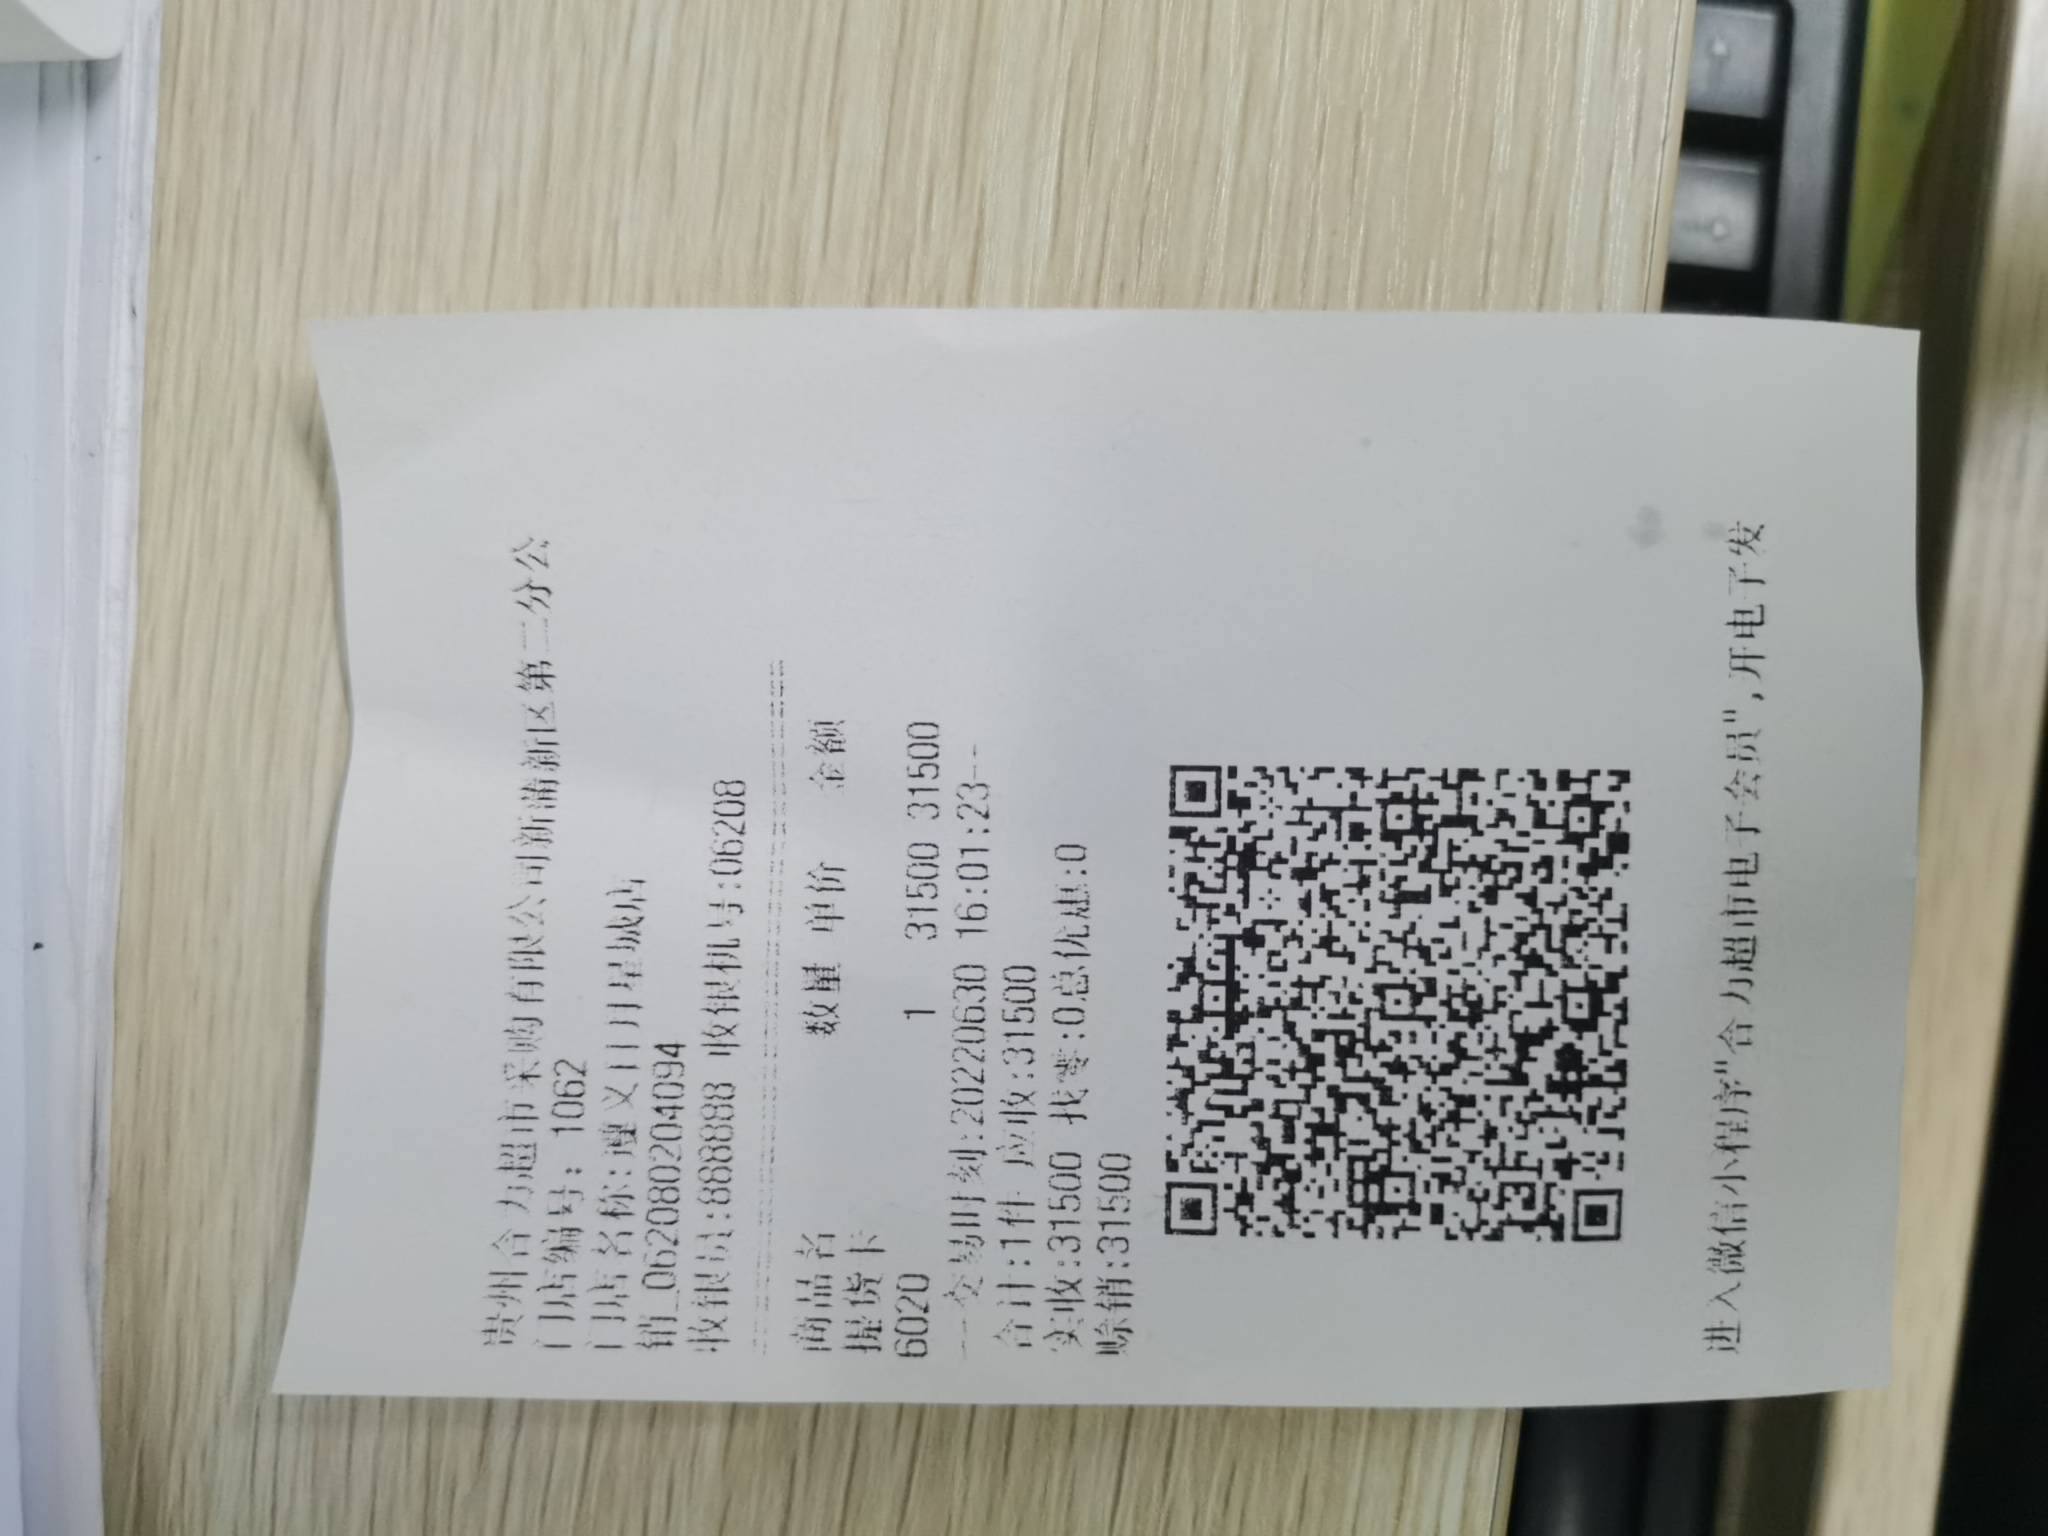 贵州合力超市采购有限公司新浦新区第二分公
门店编号：1062
门店名称:遵义日月星城店
销_062080204094
收银员:888888 收银机号:06208
商品名 数量 单价 金额
提货卡
6020 1 31500 31500
--交易时刻:20220630 16:01:23--
合计:1件 应收:31500
实收:31500 找零:0总优惠:0
赊销:31500
进入微信小程序"合力超市电子会员",开电子发